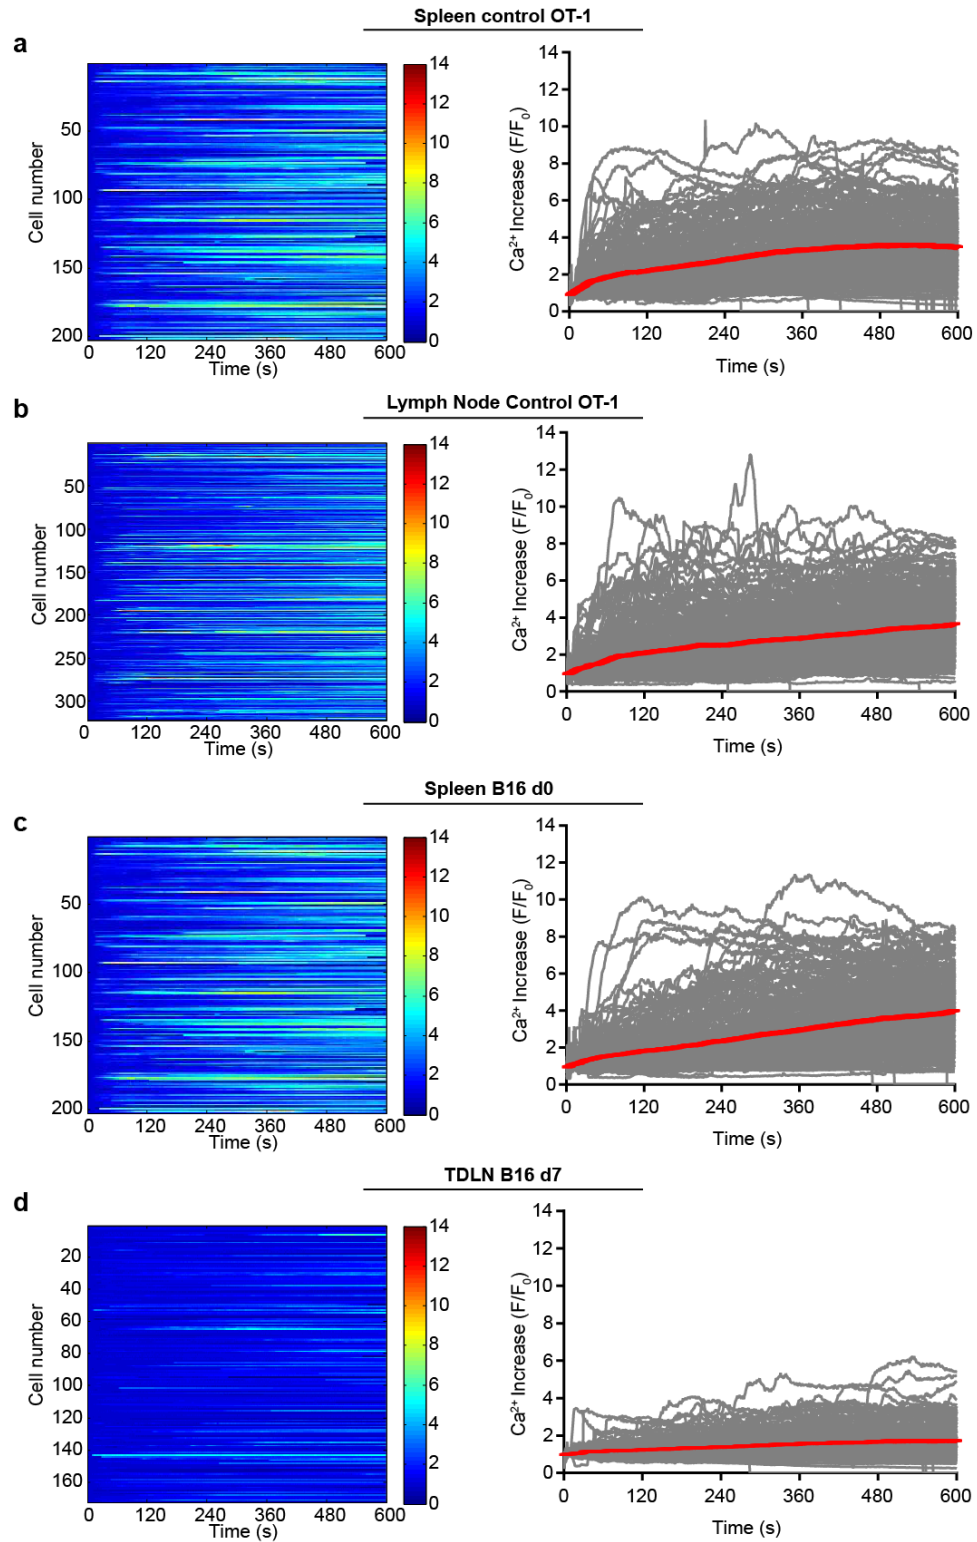 Spleen control OT-1
a
Cell number
50
100
150
200
0 120 240 360 480 600
Time (s)
14
12
10
8
6
4
2
0
Ca²⁺ Increase (F/F₀)
14
12
10
8
6
4
2
0
0 120 240 360 480 600
Time (s)
Lymph Node Control OT-1
b
Cell number
50
100
150
200
250
300
0 120 240 360 480 600
Time (s)
14
12
10
8
6
4
2
0
Ca²⁺ Increase (F/F₀)
14
12
10
8
6
4
2
0
0 120 240 360 480 600
Time (s)
Spleen B16 d0
c
Cell number
50
100
150
200
0 120 240 360 480 600
Time (s)
14
12
10
8
6
4
2
0
Ca²⁺ Increase (F/F₀)
14
12
10
8
6
4
2
0
0 120 240 360 480 600
Time (s)
TDLN B16 d7
d
Cell number
20
40
60
80
100
120
140
160
0 120 240 360 480 600
Time (s)
14
12
10
8
6
4
2
0
Ca²⁺ Increase (F/F₀)
14
12
10
8
6
4
2
0
0 120 240 360 480 600
Time (s)